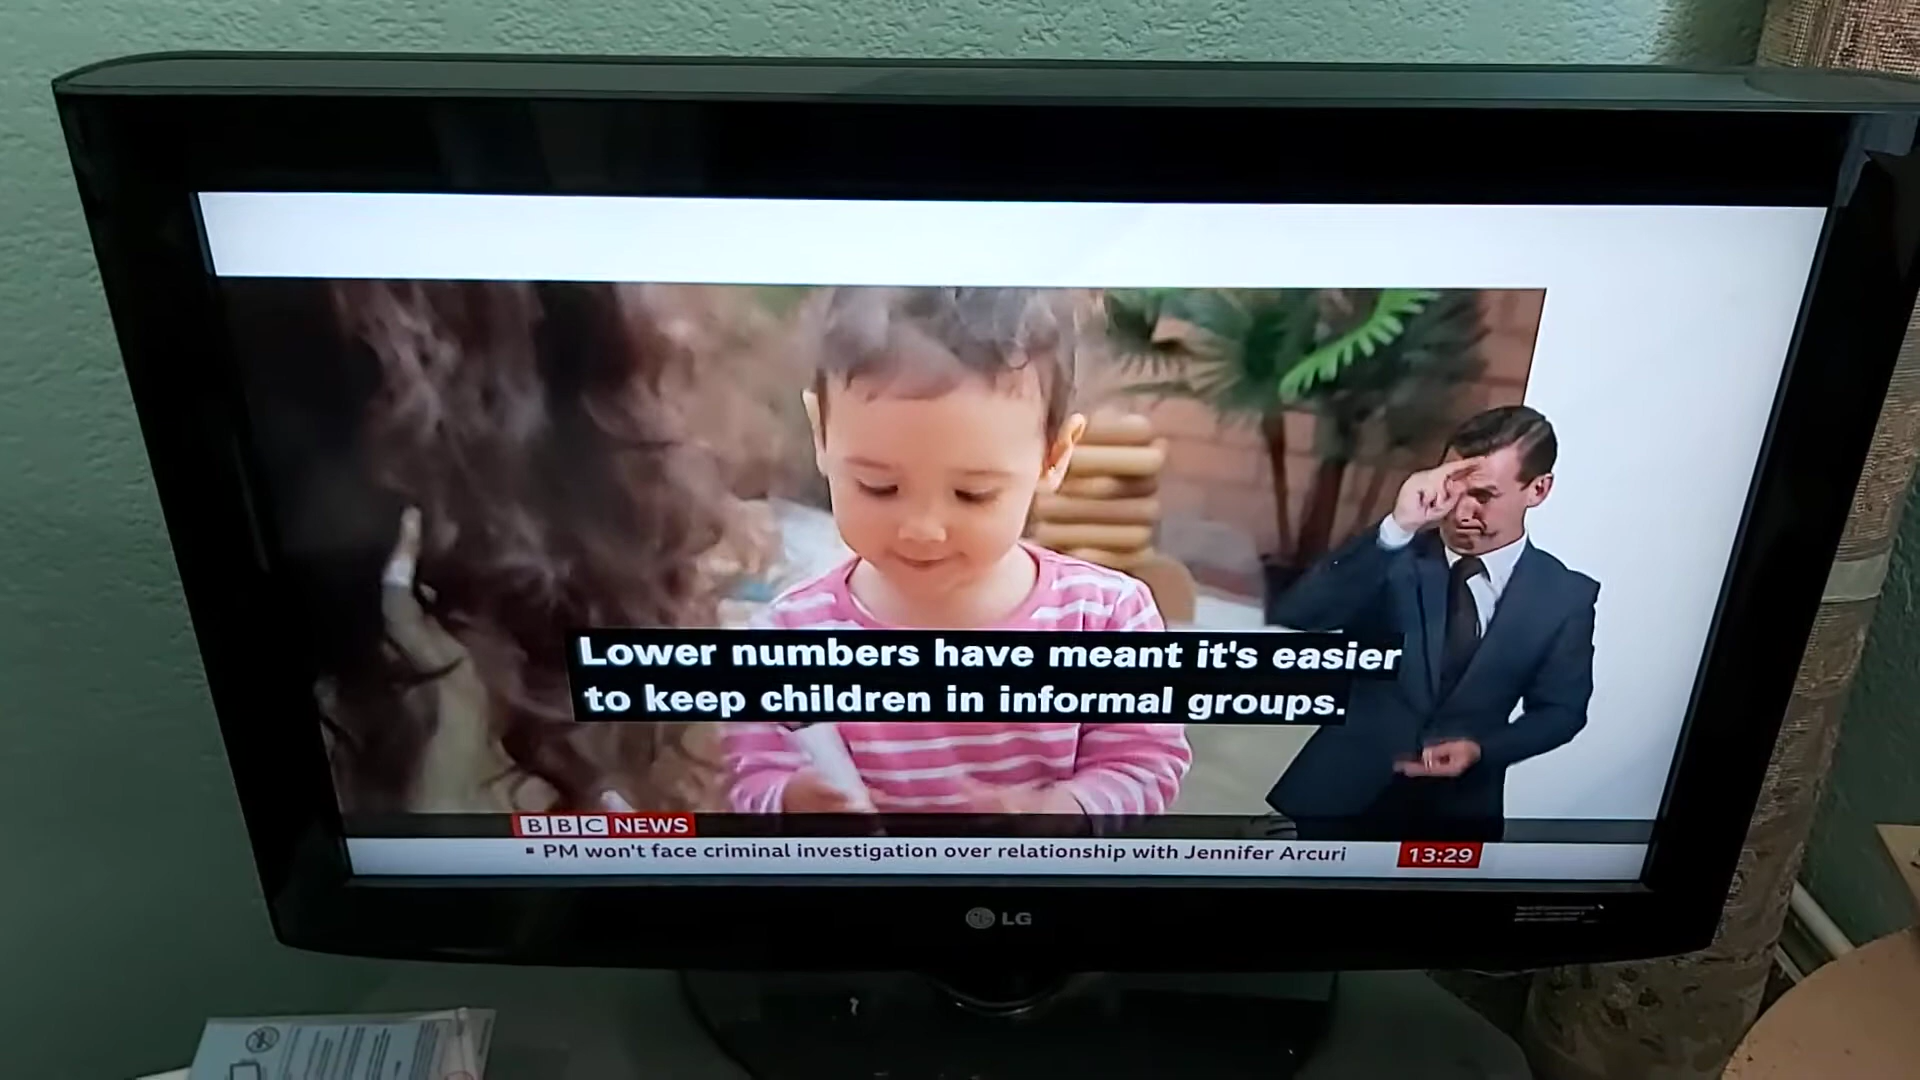 Lower numbers have meant it's easier
to keep children in informal groups.
BBC NEWS
PM won't face criminal investigation over relationship with Jennifer Arcuri
13:29
LG